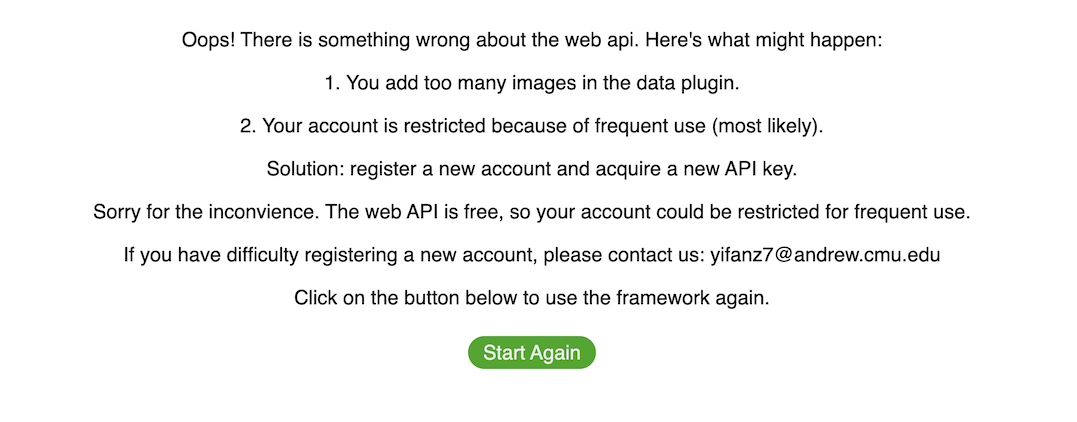 Oops! There is something wrong about the web api. Here's what might happen:
1. You add too many images in the data plugin.
2. Your account is restricted because of frequent use (most likely).
Solution: register a new account and acquire a new API key.
Sorry for the inconvience. The web API is free, so your account could be restricted for frequent use.
If you have difficulty registering a new account, please contact us: yifanz7@andrew.cmu.edu
Click on the button below to use the framework again.
Start Again